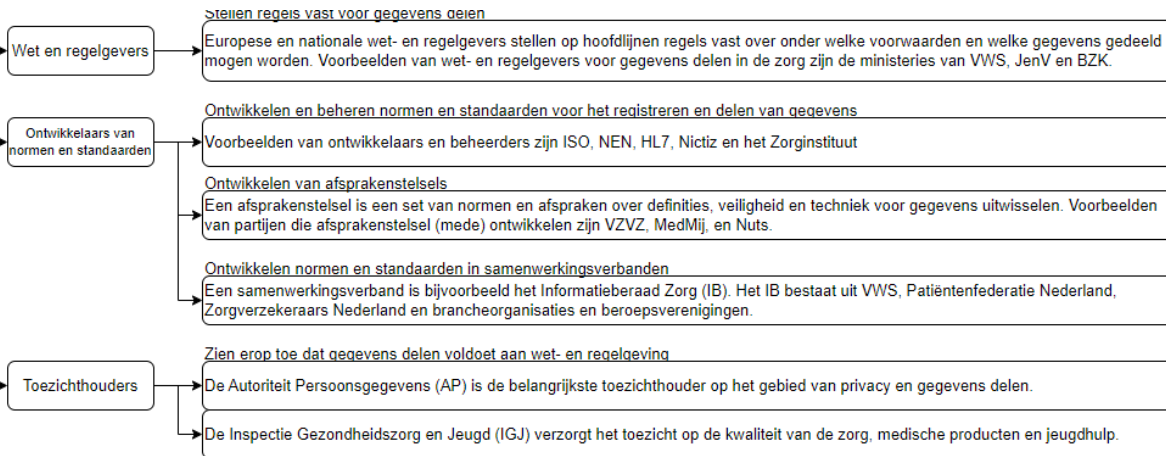 Stellen regels vast voor gegevens delen
Wet en regelgevers
Europese en nationale wet- en regelgevers stellen op hoofdlijnen regels vast over onder welke voorwaarden en welke gegevens gedeeld
mogen worden. Voorbeelden van wet- en regelgevers voor gegevens delen in de zorg zijn de ministeries van VWS, JenV en BZK.
Ontwikkelen en beheren normen en standaarden voor het registreren en delen van gegevens
Ontwikkelaars van
normen en standaarden
Voorbeelden van ontwikkelaars en beheerders zijn ISO, NEN, HL7, Nictiz en het Zorginstituut
Ontwikkelen van afsprakenstelsels
Een afsprakenstelsel is een set van normen en afspraken over definities, veiligheid en techniek voor gegevens uitwisselen. Voorbeelden
van partijen die afsprakenstelsel (mede) ontwikkelen zijn VZVZ, MedMij, en Nuts.
Ontwikkelen normen en standaarden in samenwerkingsverbanden
Een samenwerkingsverband is bijvoorbeeld het Informatieberaad Zorg (IB). Het IB bestaat uit VWS, Patiëntenfederatie Nederland,
Zorgverzekeraars Nederland en brancheorganisaties en beroepsverenigingen.
Zien erop toe dat gegevens delen voldoet aan wet- en regelgeving
Toezichthouders
De Autoriteit Persoonsgegevens (AP) is de belangrijkste toezichthouder op het gebied van privacy en gegevens delen.
De Inspectie Gezondheidszorg en Jeugd (IGJ) verzorgt het toezicht op de kwaliteit van de zorg, medische producten en jeugdhulp.